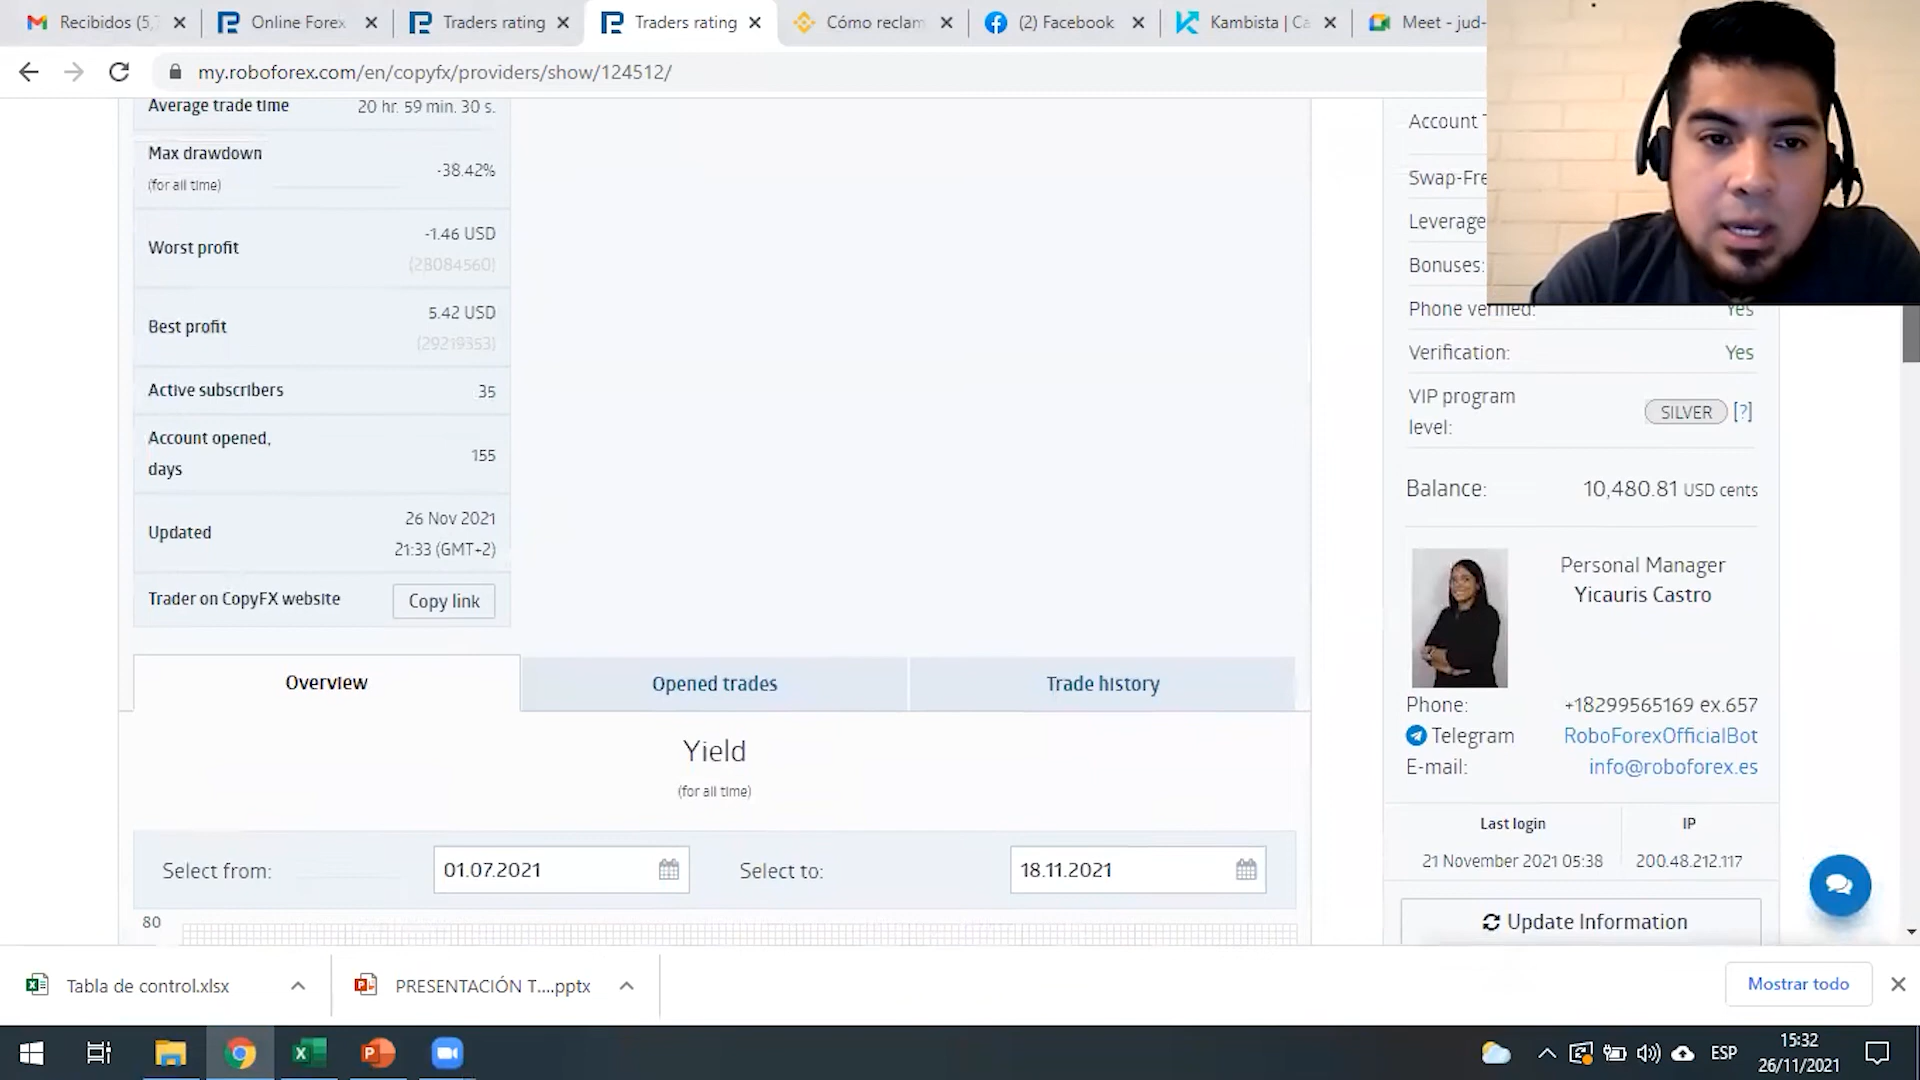 Recibidos (5,
Online Forex
Traders rating
Traders rating
Cómo reclam
(2) Facebook
Kambista | Ca
Meet - jud-
my.roboforex.com/en/copyfx/providers/show/124512/
Average trade time
20 hr. 59 min. 30 s.
Max drawdown
(for all time)
-38.42%
Worst profit
-1.46 USD
(28084560)
Best profit
5.42 USD
(29219353)
Active subscribers
35
Account opened,
days
155
Updated
26 Nov 2021
21:33 (GMT+2)
Trader on CopyFX website
Copy link
Overview
Opened trades
Trade history
Yield
(for all time)
Select from:
01.07.2021
Select to:
18.11.2021
80
Account
Swap-Fre
Leverage
Bonuses:
Phone verified:
Yes
Verification:
Yes
VIP program
level:
SILVER
[?]
Balance:
10,480.81 USD cents
Personal Manager
Yicauris Castro
Phone:
+18299565169 ex.657
Telegram
RoboForexOfficialBot
E-mail:
info@roboforex.es
Last login
IP
21 November 2021 05:38
200.48.212.117
Update Information
Tabla de control.xlsx
PRESENTACIÓN T....pptx
Mostrar todo
ESP
15:32
26/11/2021